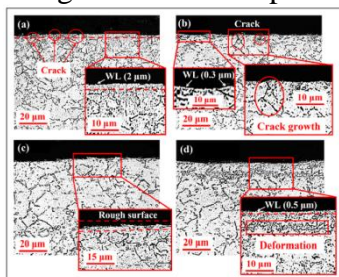 (a)
Crack
WL (2 μm)
20 μm
10 μm
(b)
Crack
WL (0.3 μm)
10 μm
10 μm
20 μm
Crack growth
(c)
Rough surface
20 μm
15 μm
(d)
WL (0.5 μm)
Deformation
20 μm
10 μm